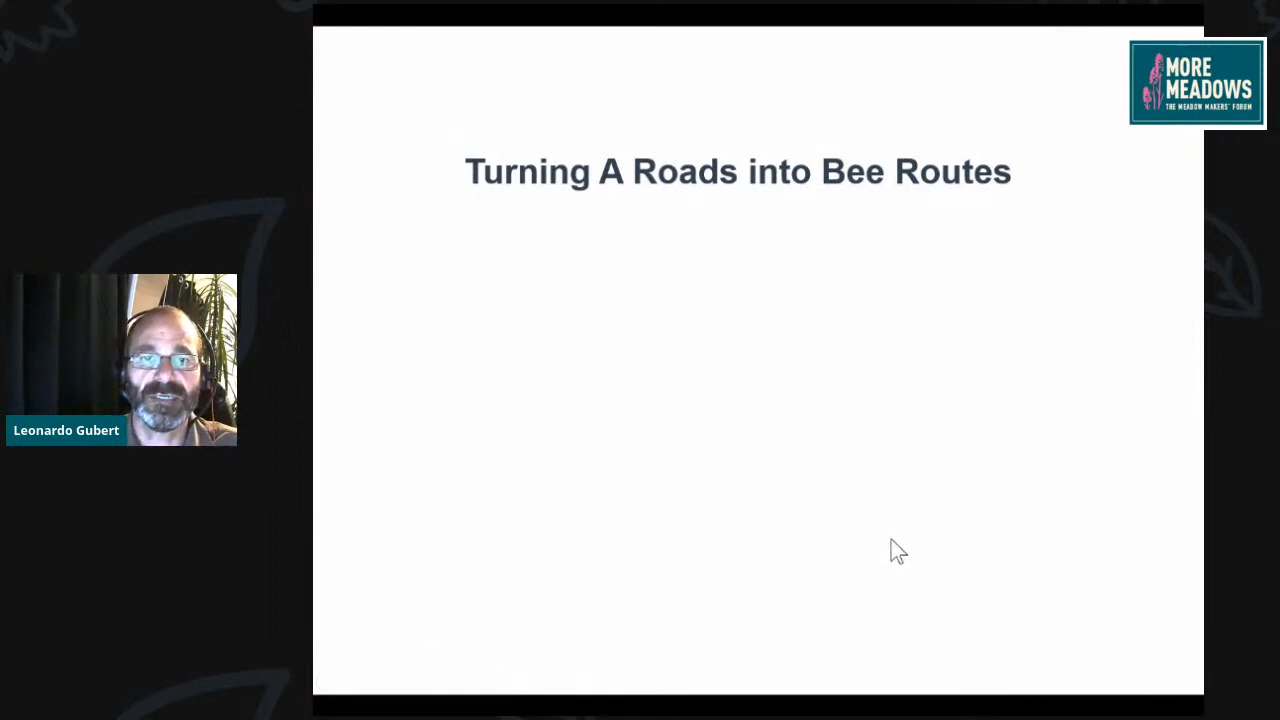 MORE
MEADOWS
THE MEADOW MAKERS' FORUM
Turning A Roads into Bee Routes
Leonardo Gubert